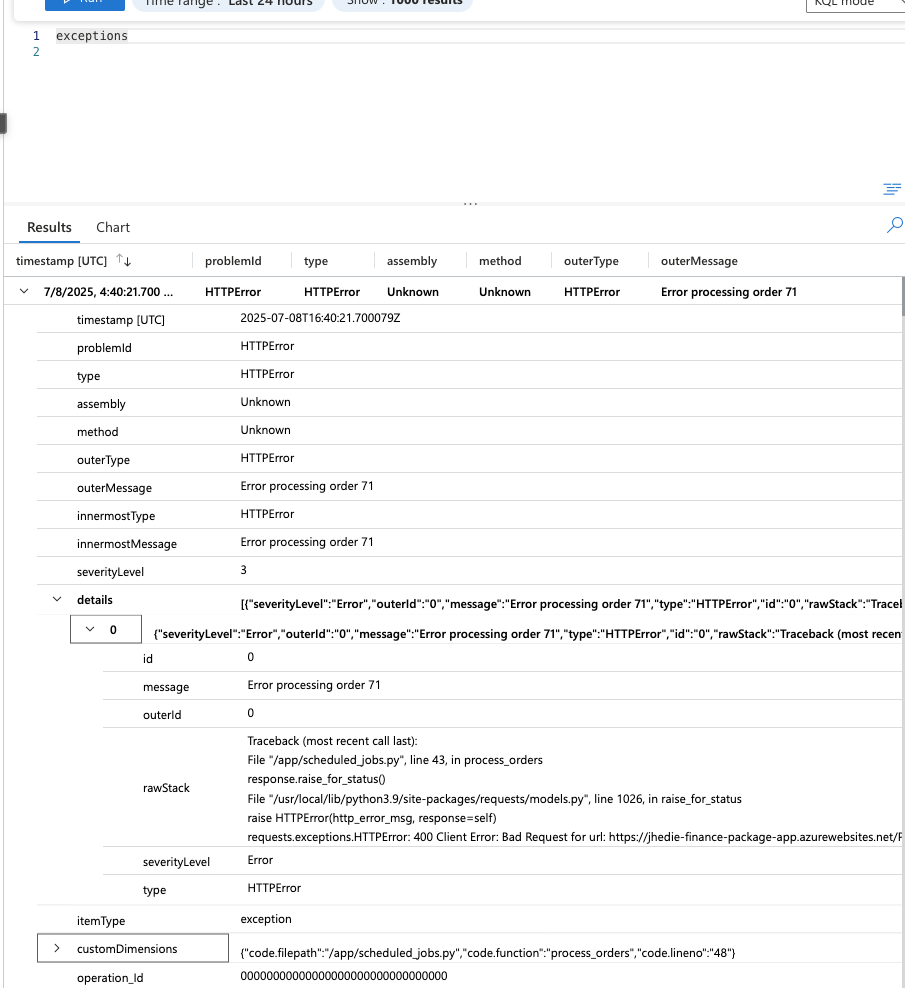 Run Time range : Last 24 hours Show : 1000 results KQL mode
1 exceptions
2
...
Results Chart
timestamp [UTC] problemId type assembly method outerType outerMessage
7/8/2025, 4:40:21.700 ... HTTPError HTTPError Unknown Unknown HTTPError Error processing order 71
timestamp [UTC] 2025-07-08T16:40:21.700079Z
problemId HTTPError
type HTTPError
assembly Unknown
method Unknown
outerType HTTPError
outerMessage Error processing order 71
innermostType HTTPError
innermostMessage Error processing order 71
severityLevel 3
details [{"severityLevel":"Error","outerId":"0","message":"Error processing order 71","type":"HTTPError","id":"0","rawStack":"Traceb
0 {"severityLevel":"Error","outerId":"0","message":"Error processing order 71","type":"HTTPError","id":"0","rawStack":"Traceback (most recen
id 0
message Error processing order 71
outerId 0
rawStack
Traceback (most recent call last):
File "/app/scheduled_jobs.py", line 43, in process_orders
response.raise_for_status()
File "/usr/local/lib/python3.9/site-packages/requests/models.py", line 1026, in raise_for_status
raise HTTPError(http_error_msg, response=self)
requests.exceptions.HTTPError: 400 Client Error: Bad Request for url: https://jhedie-finance-package-app.azurewebsites.net/
severityLevel Error
type HTTPError
itemType exception
customDimensions {"code.filepath":"/app/scheduled_jobs.py","code.function":"process_orders","code.lineno":"48"}
operation_Id 00000000000000000000000000000000